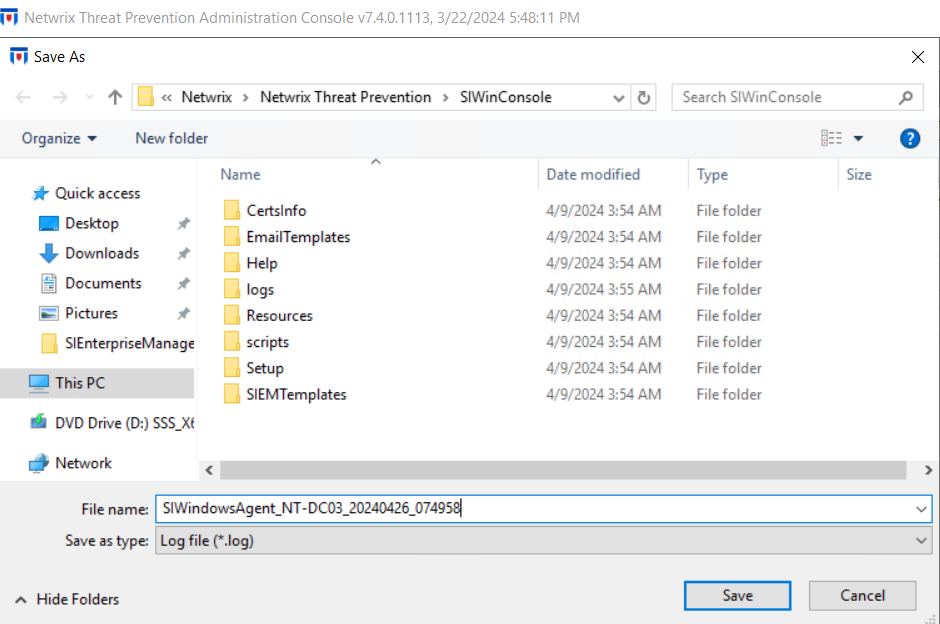 Netwrix Threat Prevention Administration Console v7.4.0.1113, 3/22/2024 5:48:11 PM
Save As
« Netwrix › Netwrix Threat Prevention › SIWinConsole
Search SIWinConsole
Organize
New folder
?
Name Date modified Type Size
Quick access
Desktop
Downloads
Documents
Pictures
SIEnterpriseManage
This PC
DVD Drive (D:) SSS_X6
Network
CertsInfo 4/9/2024 3:54 AM File folder
EmailTemplates 4/9/2024 3:54 AM File folder
Help 4/9/2024 3:54 AM File folder
logs 4/9/2024 3:55 AM File folder
Resources 4/9/2024 3:54 AM File folder
scripts 4/9/2024 3:54 AM File folder
Setup 4/9/2024 3:54 AM File folder
SIEMTemplates 4/9/2024 3:54 AM File folder
File name: SIWindowsAgent_NT-DC03_20240426_074958
Save as type: Log file (*.log)
Hide Folders
Save
Cancel